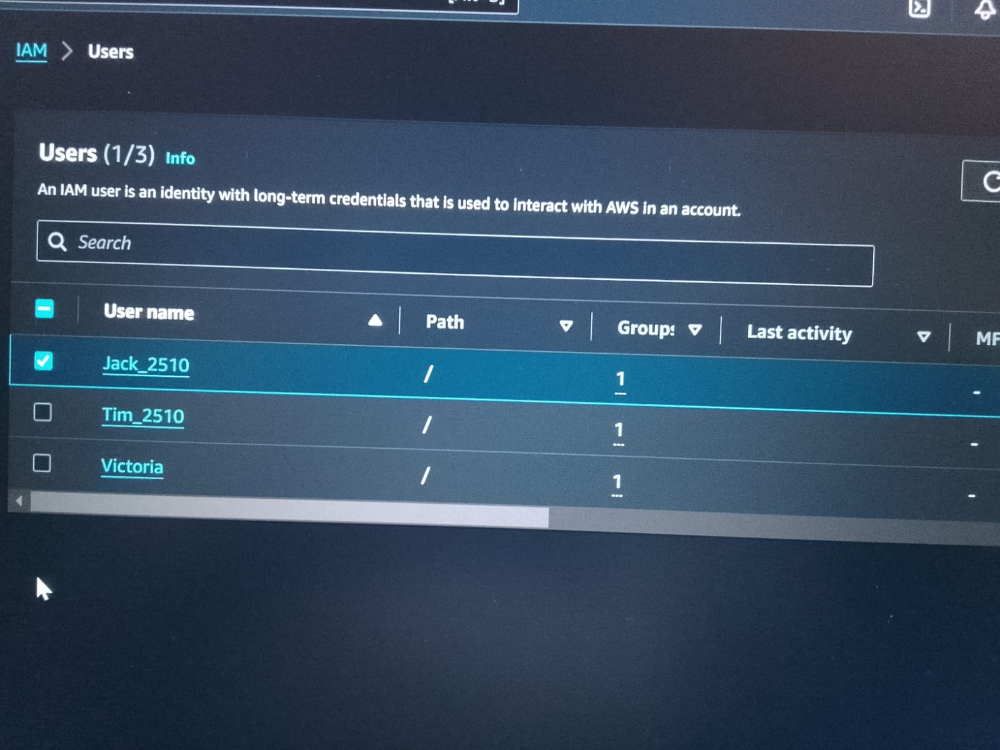 IAM > Users
Users (1/3) Info
An IAM user is an identity with long-term credentials that is used to interact with AWS in an account.
Search
User name Path Groups Last activity
Jack_2510 / 1 -
Tim_2510 / 1 -
Victoria / 1 -